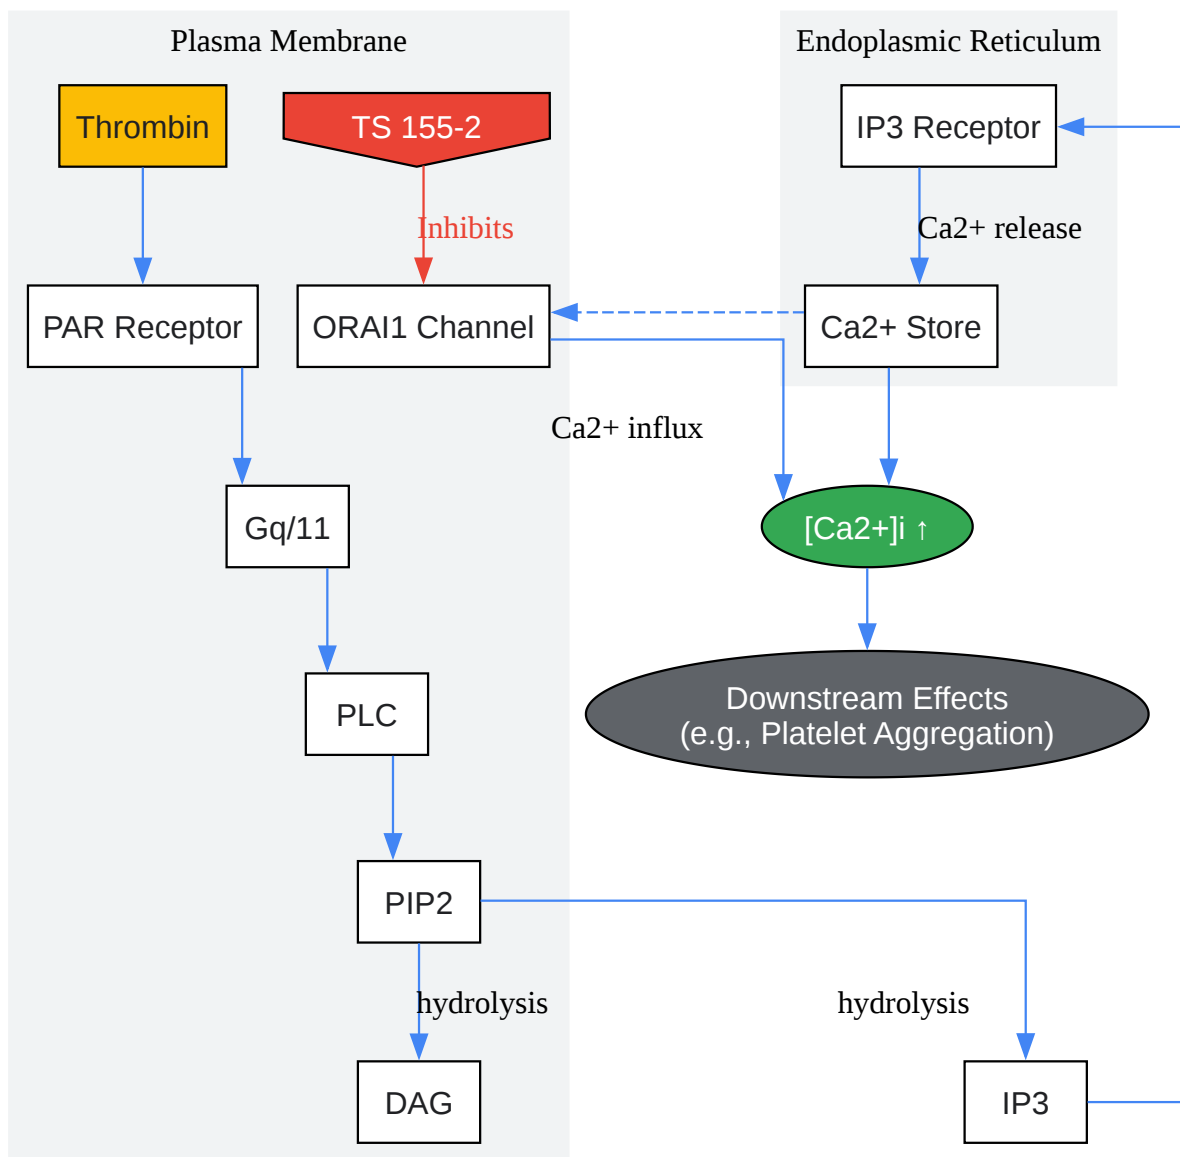 Plasma Membrane
Endoplasmic Reticulum
Thrombin
TS 155-2
IP3 Receptor
Inhibits
Ca2+ release
PAR Receptor
ORAI1 Channel
Ca2+ Store
Ca2+ influx
Gq/11
[Ca2+]i ↑
PLC
Downstream Effects
(e.g., Platelet Aggregation)
PIP2
hydrolysis
hydrolysis
DAG
IP3